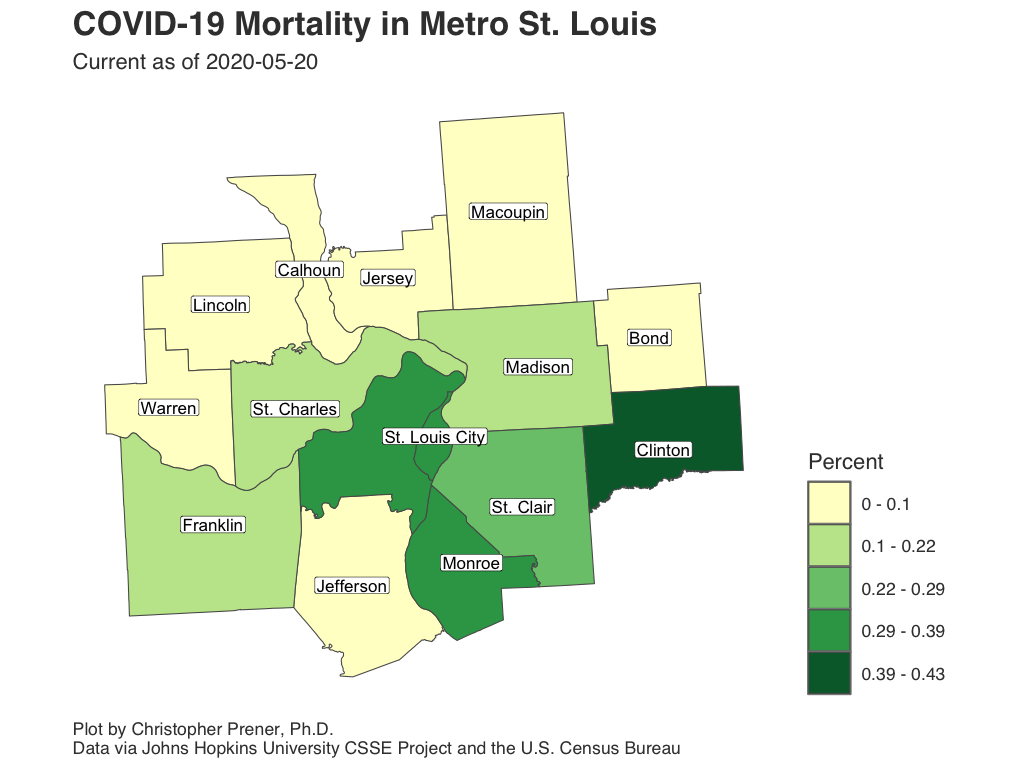 COVID-19 Mortality in Metro St. Louis
Current as of 2020-05-20
Macoupin
Calhoun
Jersey
Lincoln
Bond
Madison
Warren
St. Charles
St. Louis City
Clinton
St. Clair
Franklin
Monroe
Jefferson
Percent
0 - 0.1
0.1 - 0.22
0.22 - 0.29
0.29 - 0.39
0.39 - 0.43
Plot by Christopher Prener, Ph.D.
Data via Johns Hopkins University CSSE Project and the U.S. Census Bureau